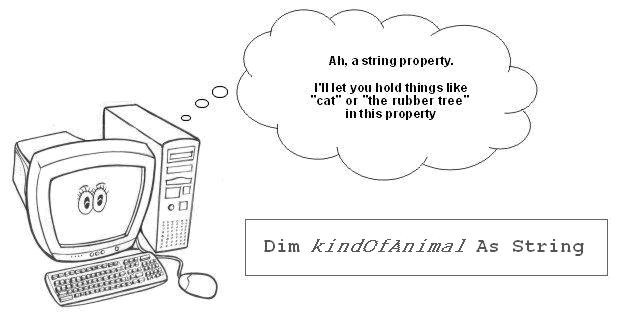 Ah, a string property.
I'll let you hold things like
"cat" or "the rubber tree"
in this property
Dim kindOfAnimal As String